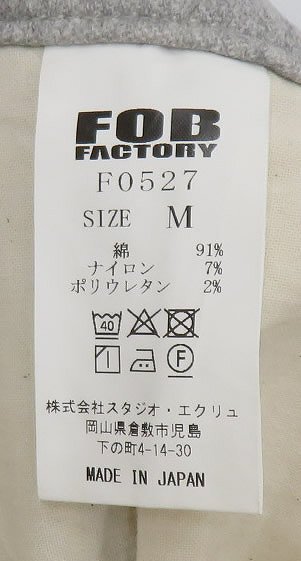 FOB
FACTORY
F0527
SIZE M
綿 91%
ナイロン 7%
ポリウレタン 2%
40
F
株式会社スタジオ・エクリュ
岡山県倉敷市児島
下の町4-14-30
MADE IN JAPAN